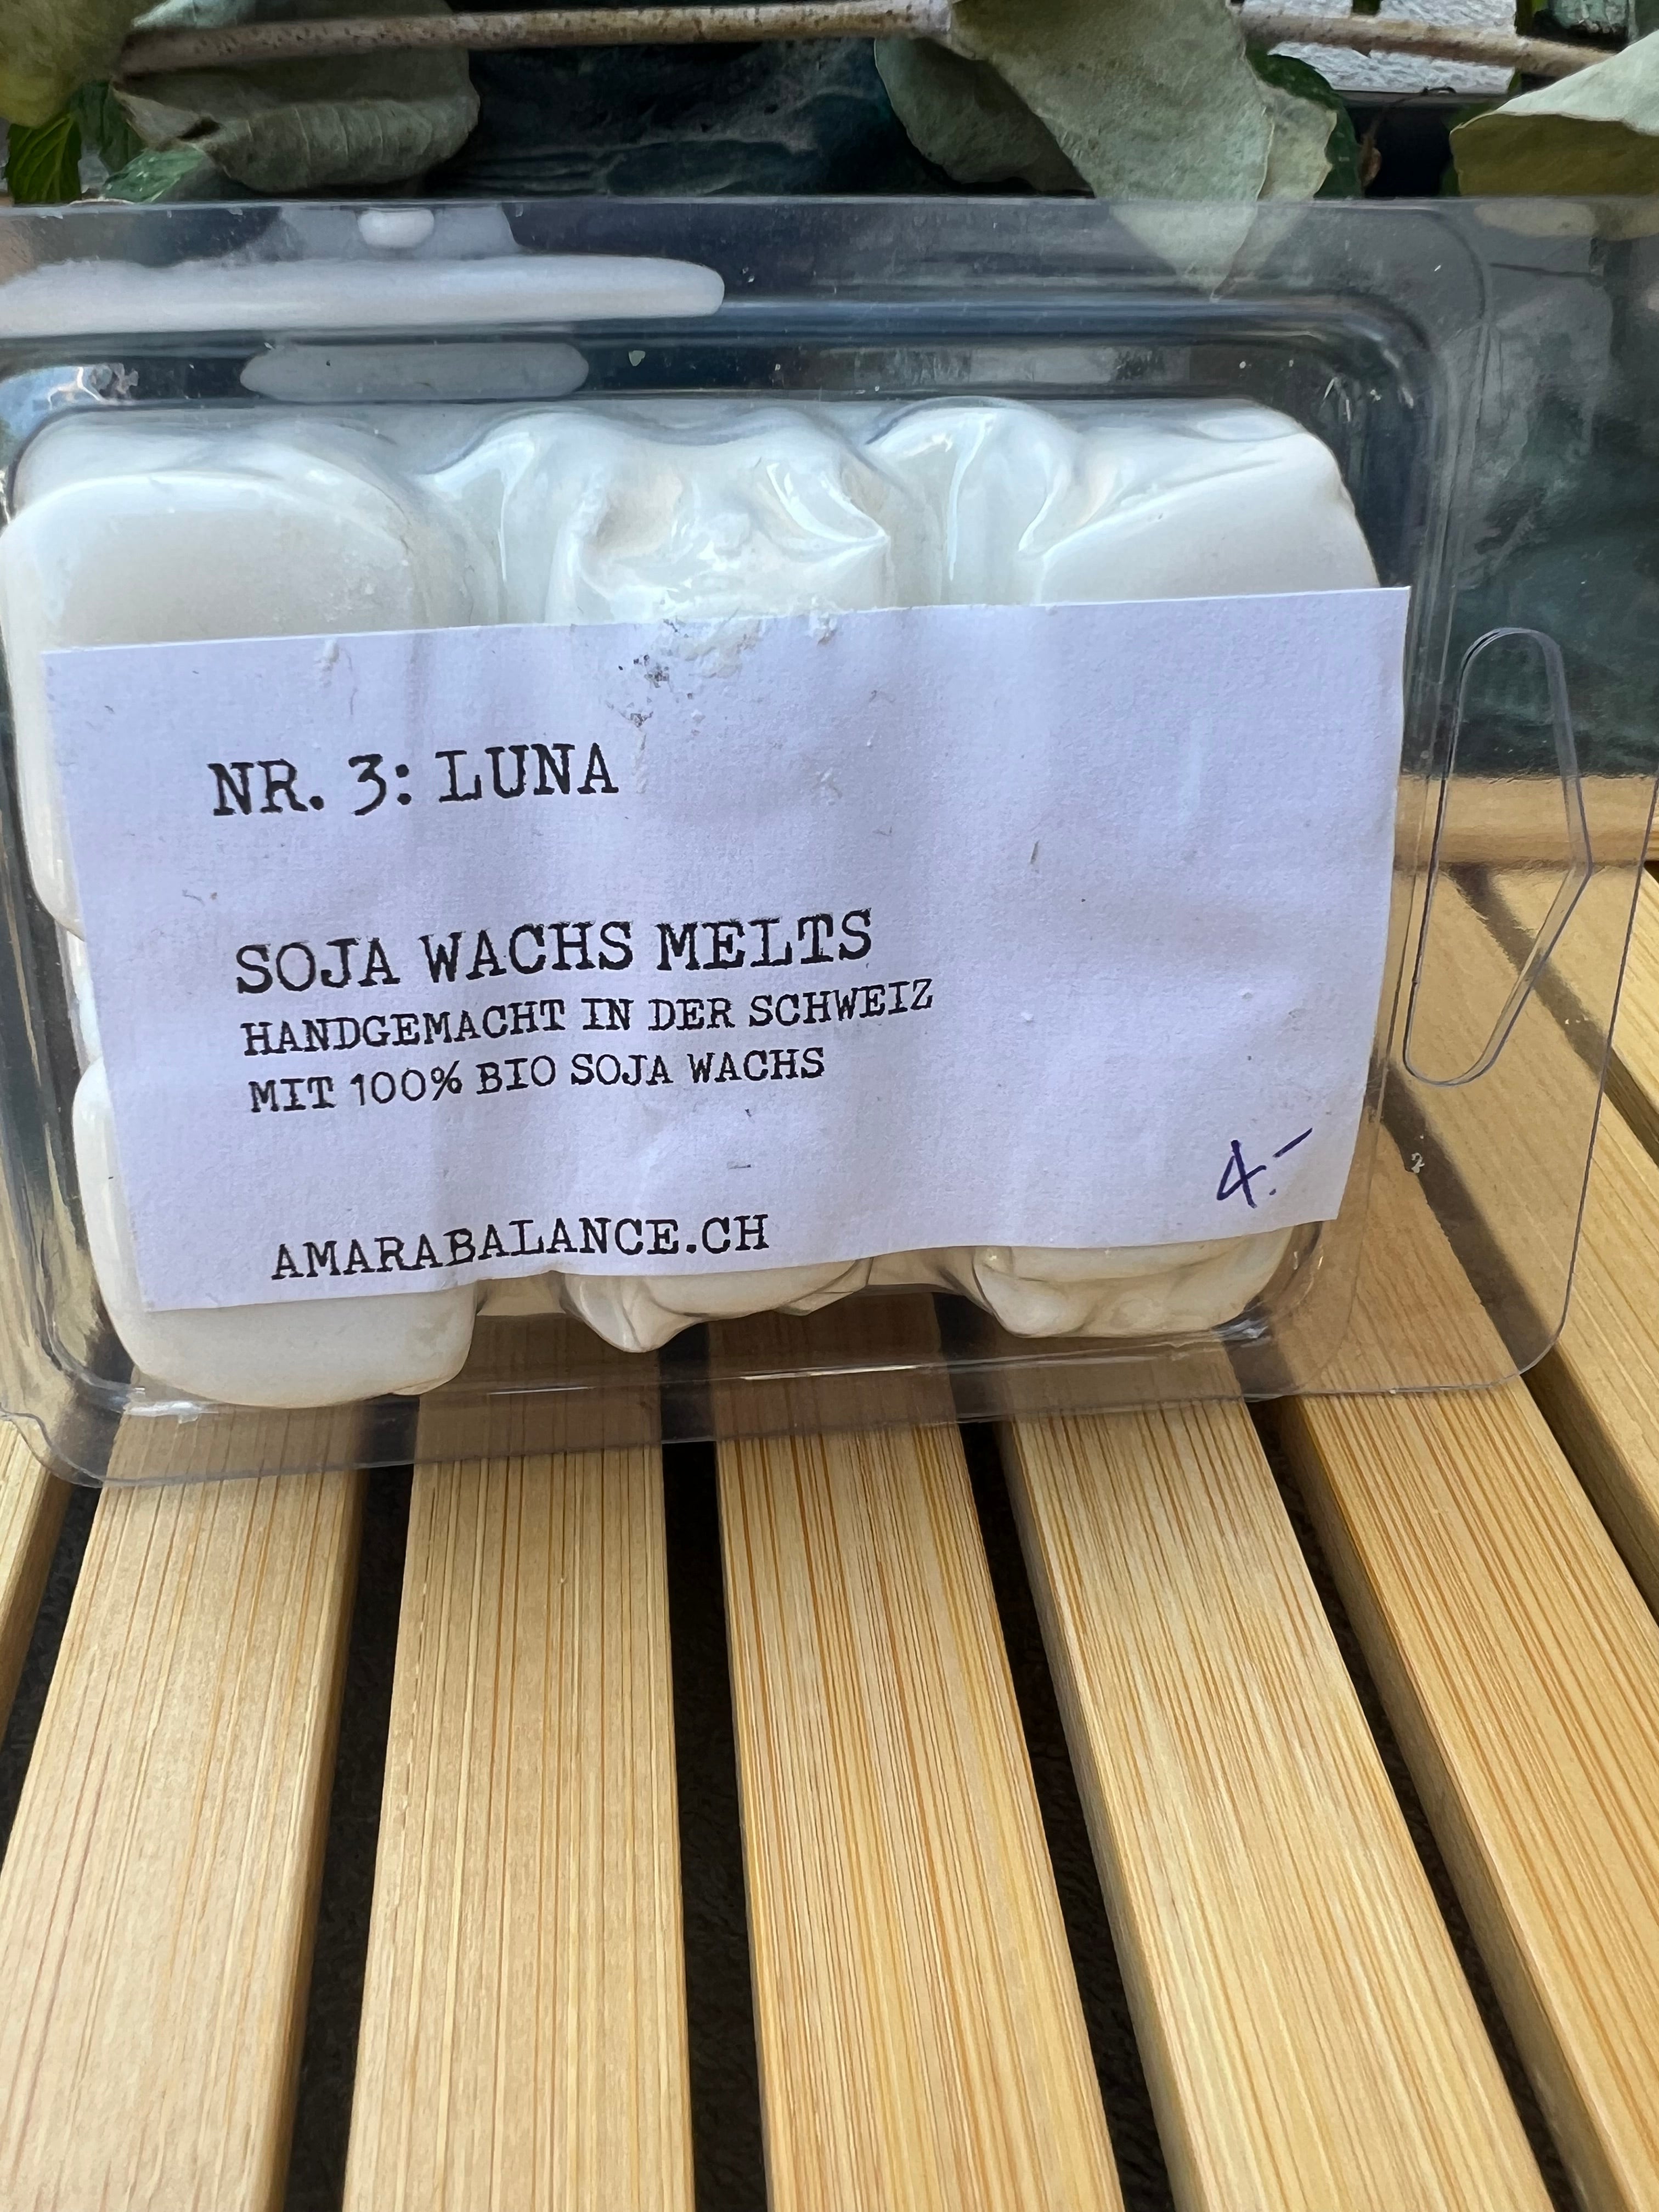 NR. 3: LUNA
SOJA WACHS MELTS
HANDGEMACHT IN DER SCHWEIZ
MIT 100% BIO SOJA WACHS
4.-
AMARABALANCE.CH